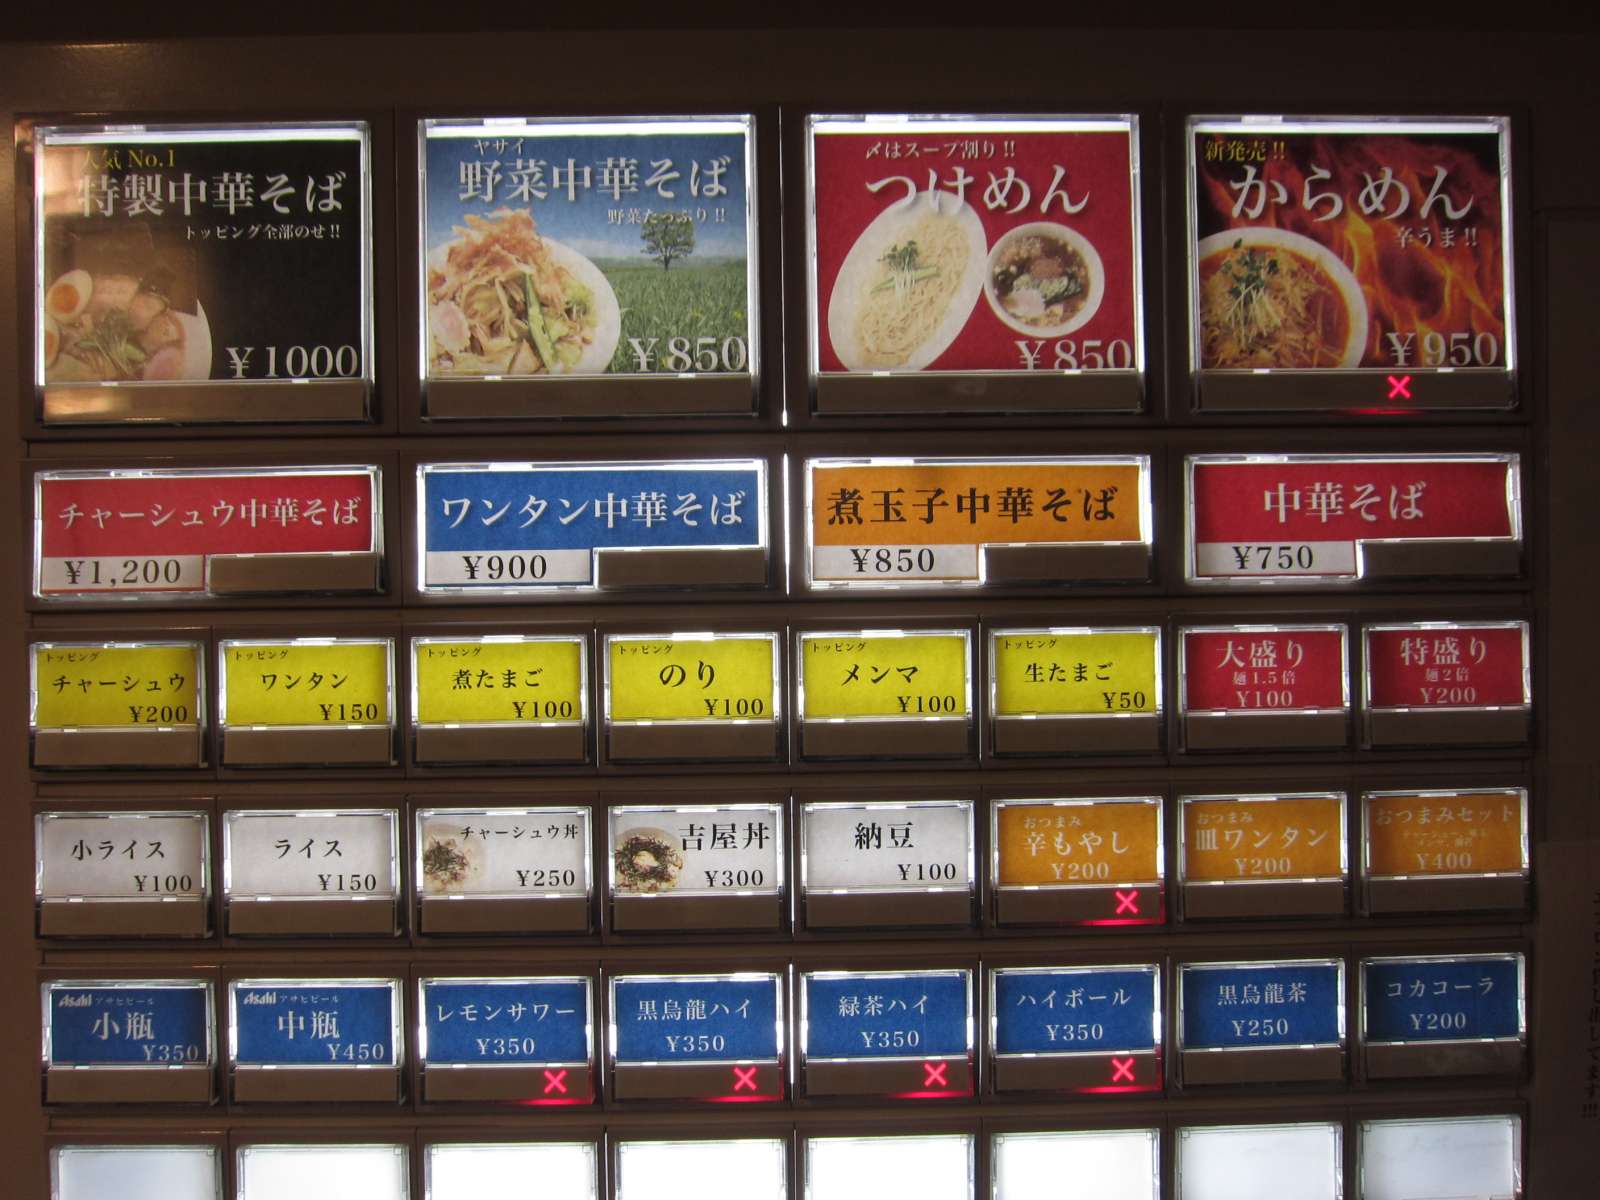 人気 No.1
特製中華そば
トッピング全部のせ!!
¥1000
ヤサイ
野菜中華そば
野菜たっぷり!!
¥850
〆はスープ割り!!
つけめん
¥850
新発売!!
からめん
辛うま!!
¥950
×
チャーシュウ中華そば
¥1,200
ワンタン中華そば
¥900
煮玉子中華そば
¥850
中華そば
¥750
トッピング
チャーシュウ
¥200
トッピング
ワンタン
¥150
トッピング
煮たまご
¥100
トッピング
のり
¥100
トッピング
メンマ
¥100
トッピング
生たまご
¥50
大盛り
麺1.5倍
¥100
特盛り
麺2倍
¥200
小ライス
¥100
ライス
¥150
チャーシュウ丼
¥250
吉屋丼
¥300
納豆
¥100
おつまみ
辛もやし
¥200
×
おつまみ
皿ワンタン
¥200
おつまみセット
¥400
Asahi アサヒビール
小瓶
¥350
Asahi アサヒビール
中瓶
¥450
レモンサワー
¥350
×
黒烏龍ハイ
¥350
×
緑茶ハイ
¥350
×
ハイボール
¥350
×
黒烏龍茶
¥250
コカコーラ
¥200